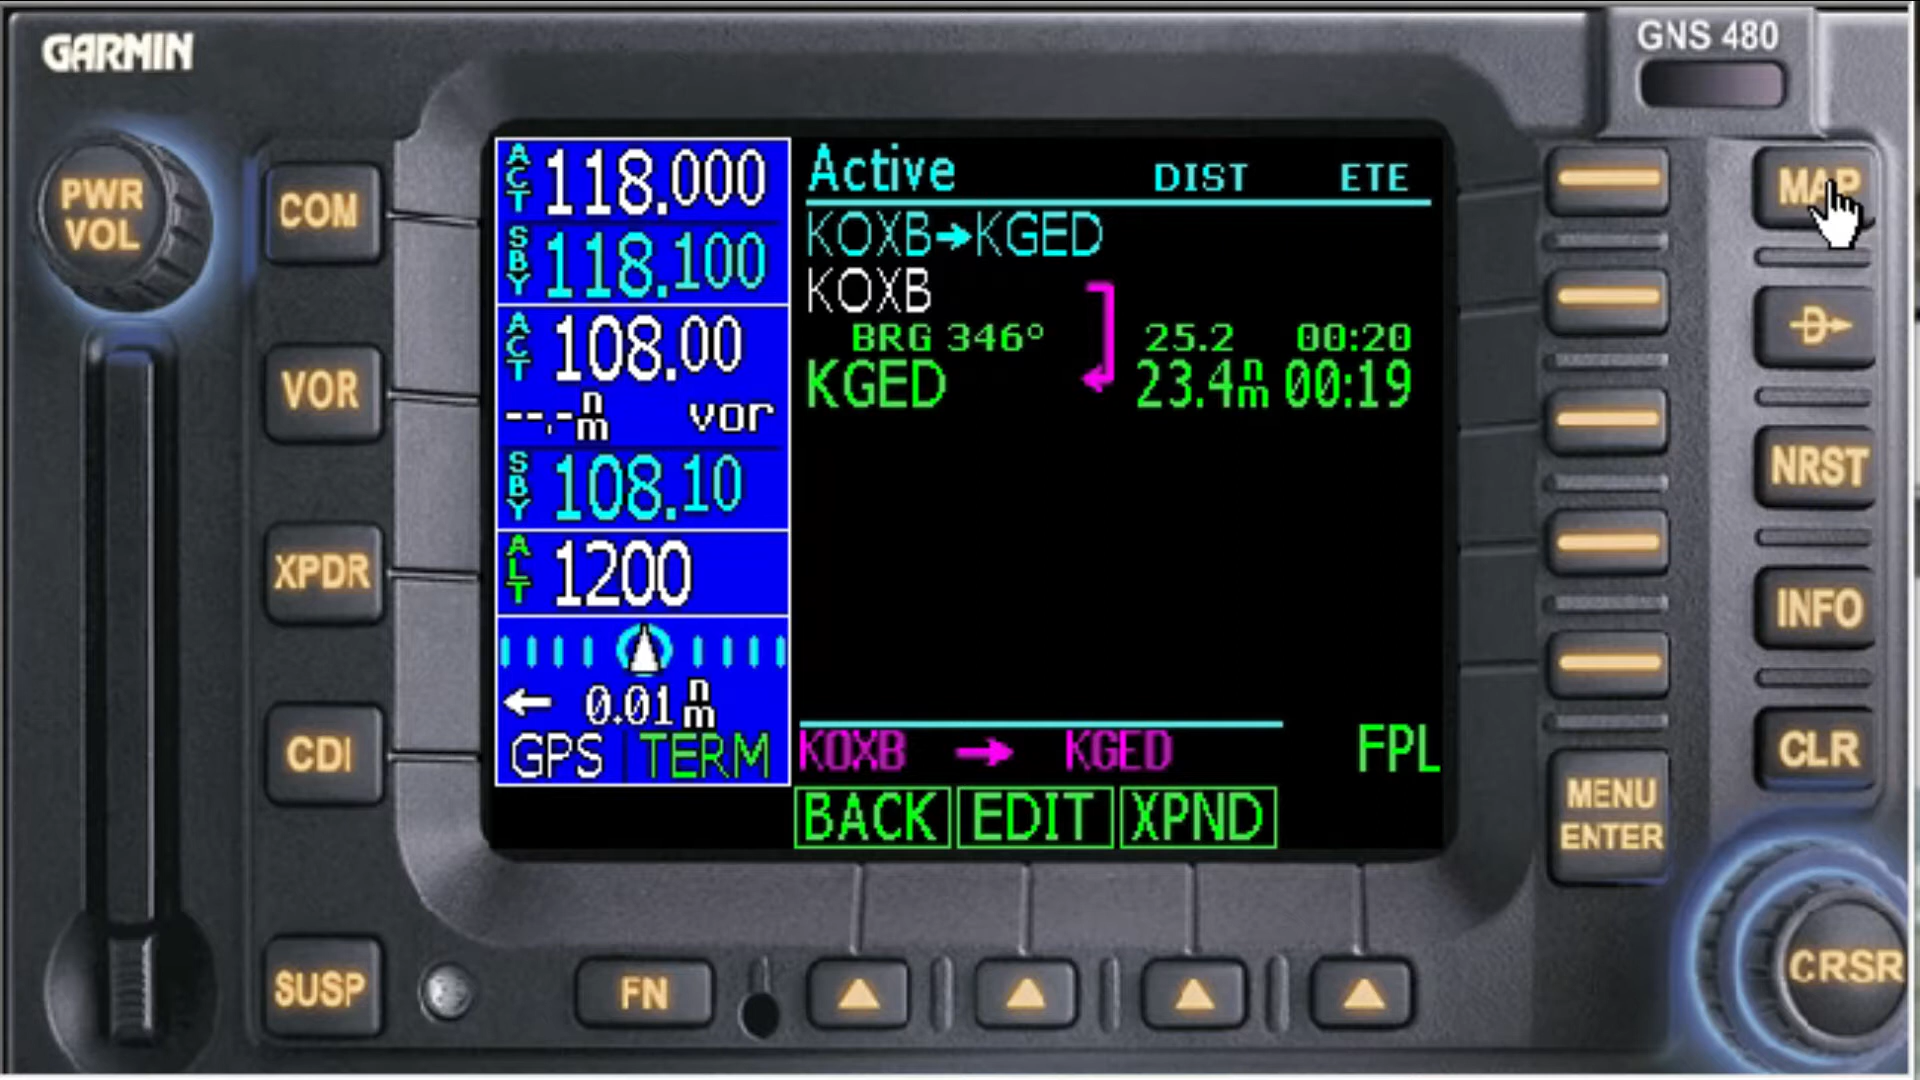 GARMIN
GNS 480
PWR
VOL
COM
VOR
XPDR
CDI
SUSP
ACT 118.000
SBY 118.100
ACT 108.00
--.-nm vor
SBY 108.10
ALT 1200
← 0.01 nm
GPS TERM
Active DIST ETE
KOXB→KGED
KOXB
BRG 346° 25.2 00:20
KGED 23.4nm 00:19
KOXB → KGED FPL
BACK EDIT XPND
FN
MAP
D
NRST
INFO
CLR
MENU
ENTER
CRSR